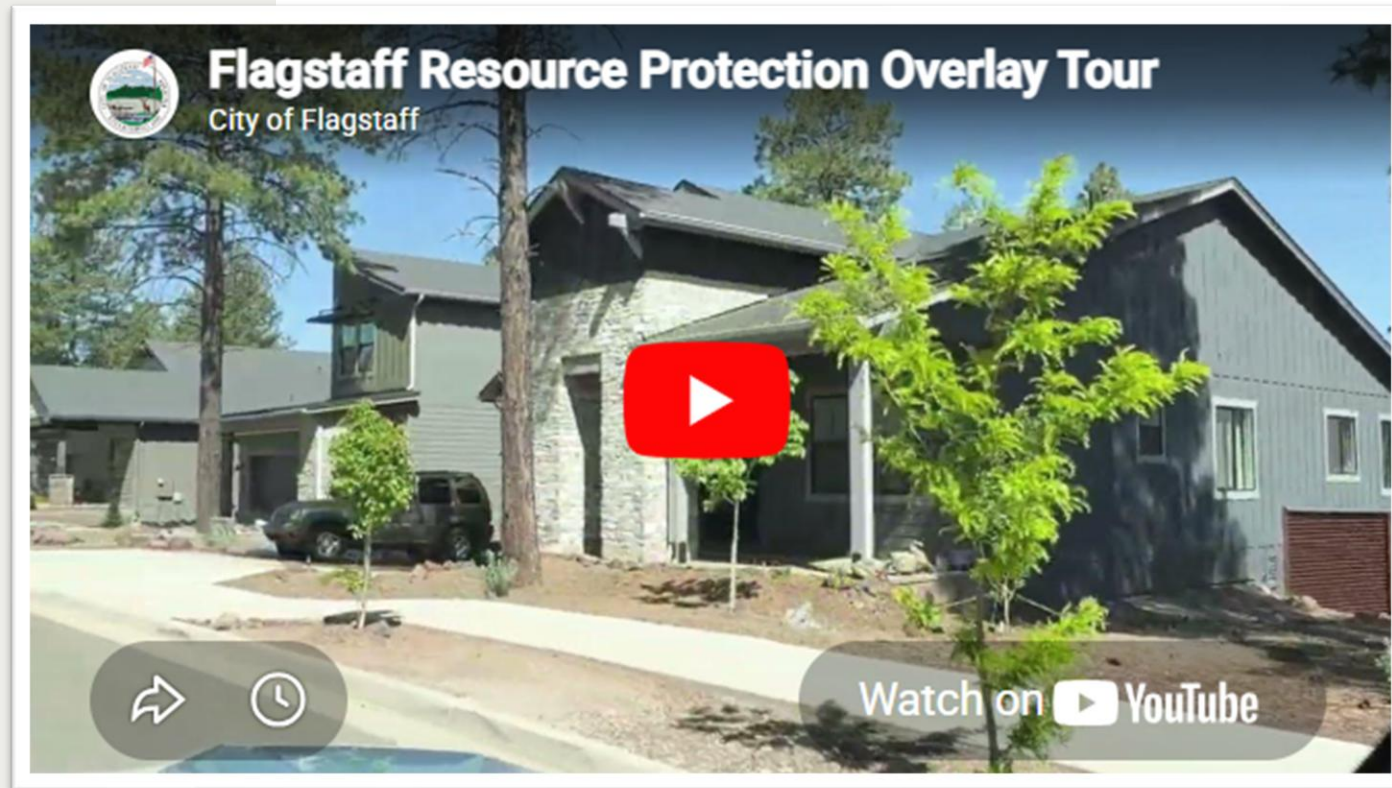 Flagstaff Resource Protection Overlay Tour
City of Flagstaff
Watch on YouTube